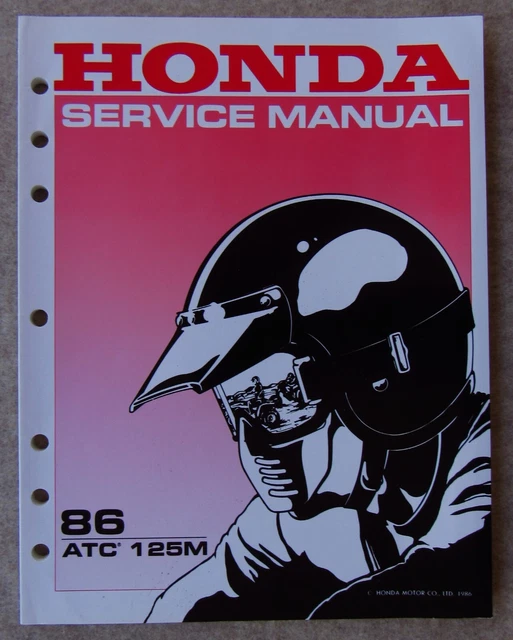 HONDA
SERVICE MANUAL
86
ATC® 125M
© HONDA MOTOR CO., LTD. 1986